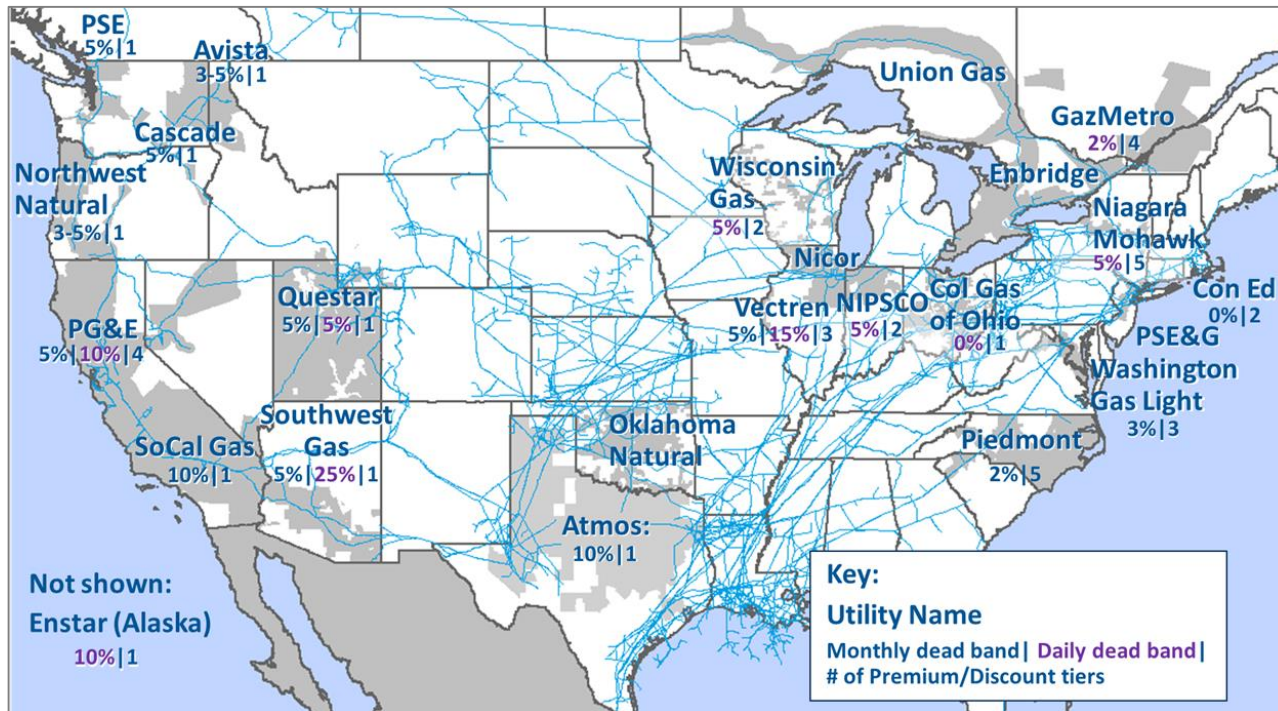 PSE
5%|1
Avista
3-5%|1
Cascade
5%|1
Northwest
Natural
3-5%|1
Union Gas
GazMetro
2%|4
Enbridge
Wisconsin
Gas
5%|2
Niagara
Mohawk
5%|5
Nicor
Questar
5%|5%|1
Vectren
5%|15%|3
NIPSCO
5%|2
Col Gas
of Ohio
0%|1
Con Ed
0%|2
PG&E
5%|10%|4
PSE&G
Washington
Gas Light
3%|3
SoCal Gas
10%|1
Southwest
Gas
5%|25%|1
Oklahoma
Natural
Piedmont
2%|5
Atmos:
10%|1
Not shown:
Enstar (Alaska)
10%|1
Key:
Utility Name
Monthly dead band| Daily dead band|
# of Premium/Discount tiers